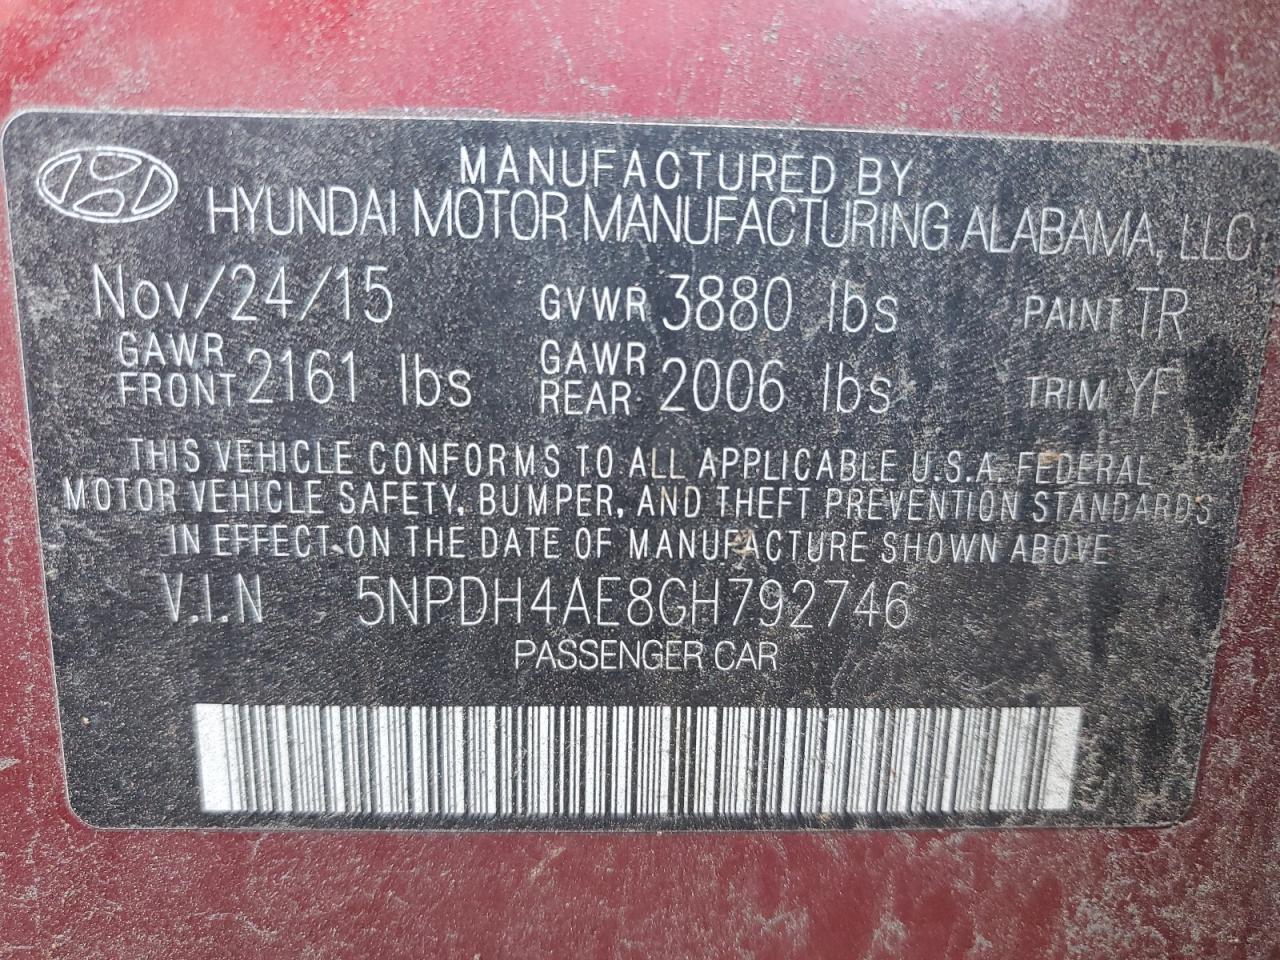 MANUFACTURED BY
HYUNDAI MOTOR MANUFACTURING ALABAMA, LLC
Nov/24/15 GVWR 3880 lbs PAINT TR
GAWR FRONT 2161 lbs GAWR REAR 2006 lbs TRIM YF
THIS VEHICLE CONFORMS TO ALL APPLICABLE U.S.A. FEDERAL
MOTOR VEHICLE SAFETY, BUMPER, AND THEFT PREVENTION STANDARDS
IN EFFECT ON THE DATE OF MANUFACTURE SHOWN ABOVE
V.I.N 5NPDH4AE8GH792746
PASSENGER CAR